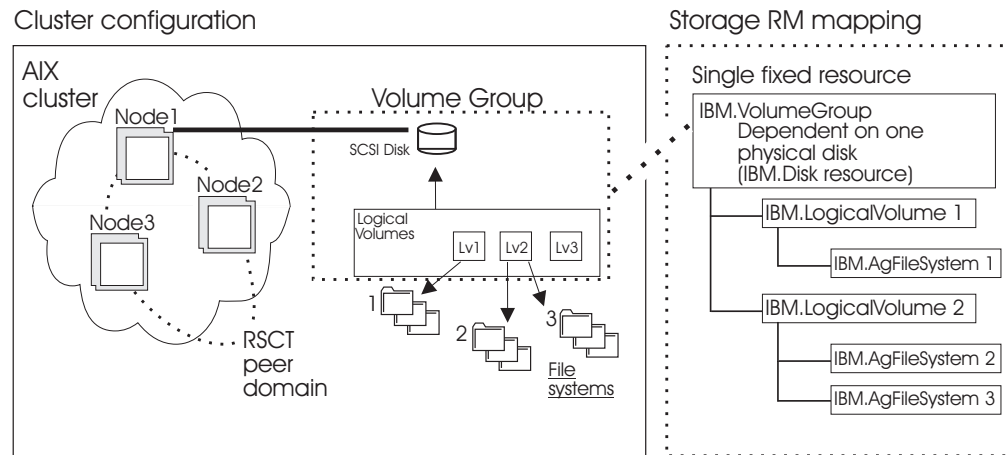 Cluster configuration
AIX
cluster
Node1
Node2
Node3
RSCT
peer
domain
Volume Group
SCSI Disk
Logical
Volumes
Lv1
Lv2
Lv3
1
2
3
File
systems
Storage RM mapping
Single fixed resource
IBM.VolumeGroup
Dependent on one
physical disk
(IBM.Disk resource)
IBM.LogicalVolume 1
IBM.AgFileSystem 1
IBM.LogicalVolume 2
IBM.AgFileSystem 2
IBM.AgFileSystem 3